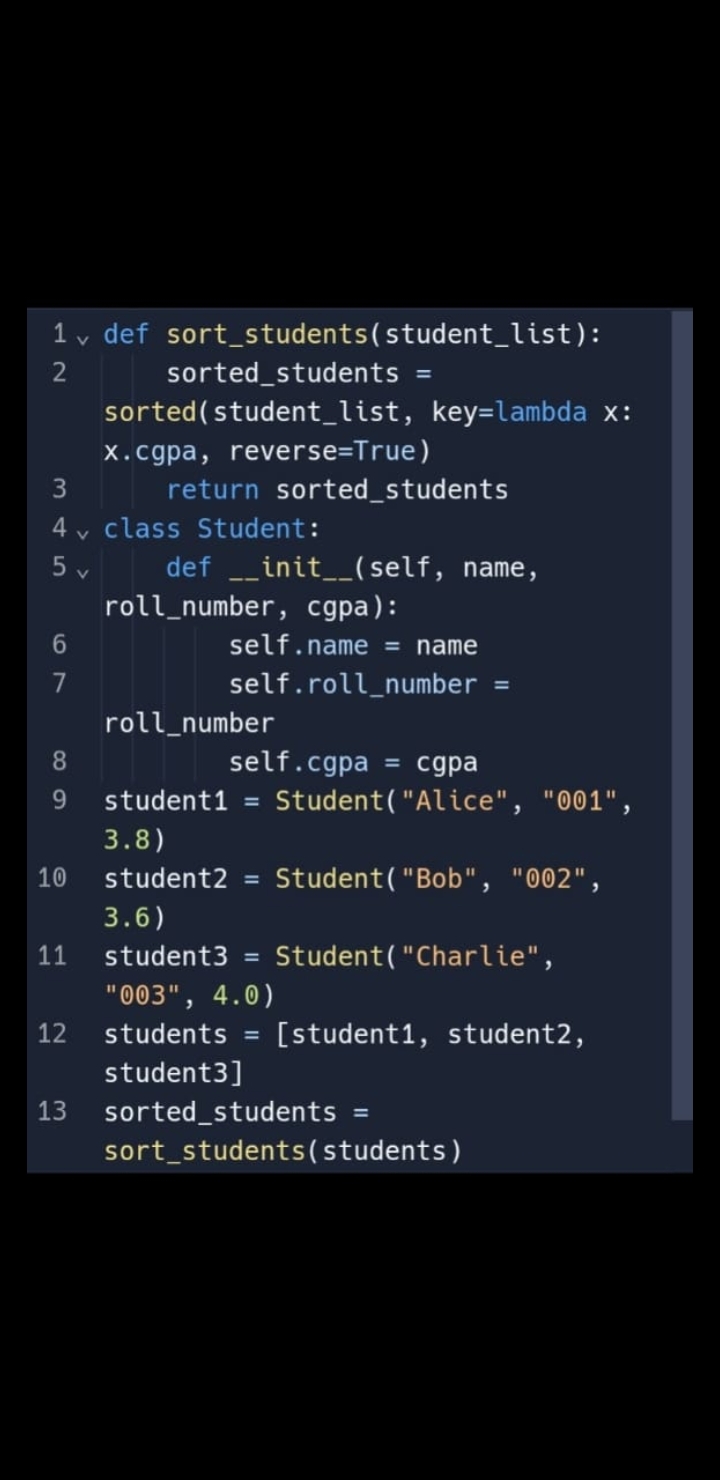 1 def sort_students(student_list):
2 sorted_students =
sorted(student_list, key=lambda x:
x.cgpa, reverse=True)
3 return sorted_students
4 class Student:
5 def __init__(self, name,
roll_number, cgpa):
6 self.name = name
7 self.roll_number =
roll_number
8 self.cgpa = cgpa
9 student1 = Student("Alice", "001",
3.8)
10 student2 = Student("Bob", "002",
3.6)
11 student3 = Student("Charlie",
"003", 4.0)
12 students = [student1, student2,
student3]
13 sorted_students =
sort_students(students)